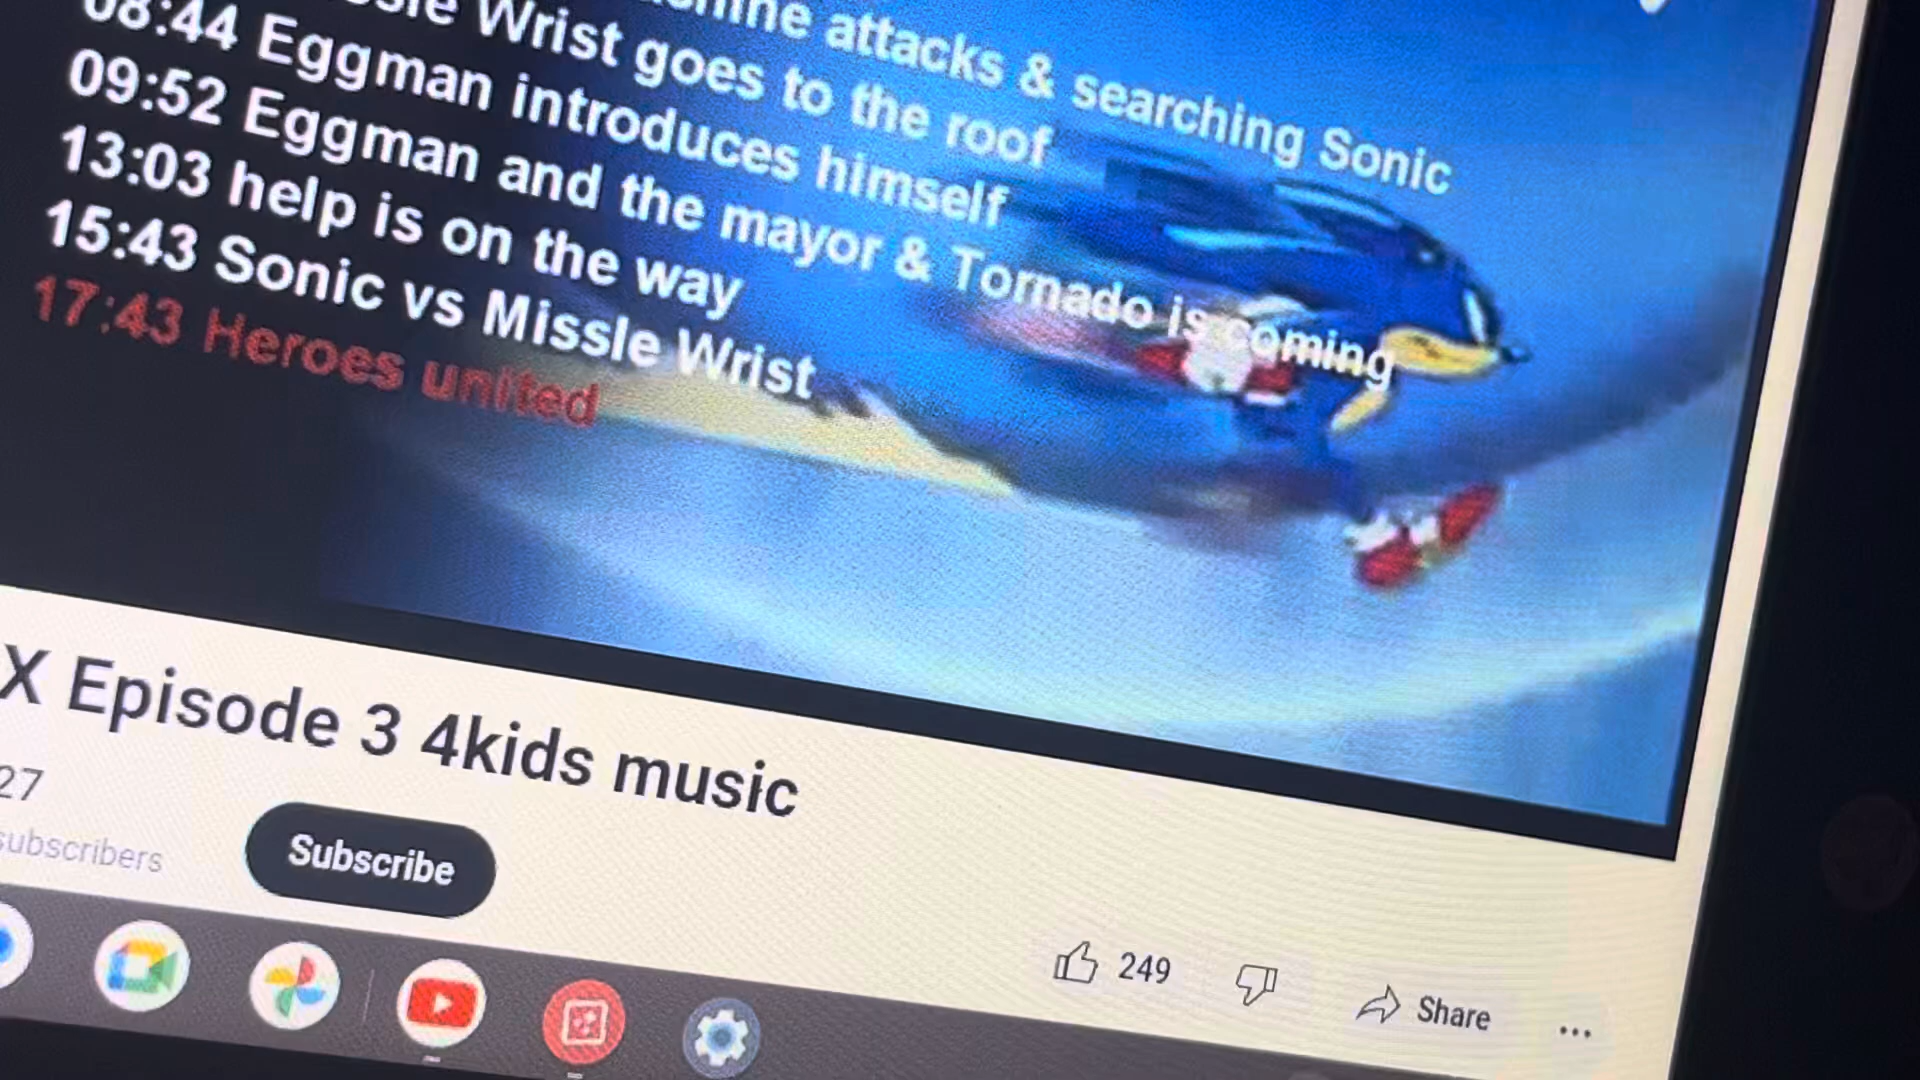 attacks & searching Sonic
Wrist goes to the roof
08:44 Eggman introduces himself
09:52 Eggman and the mayor & Tornado is coming
13:03 help is on the way
15:43 Sonic vs Missle Wrist
17:43 Heroes united
X Episode 3 4kids music
27
subscribers
Subscribe
249
Share